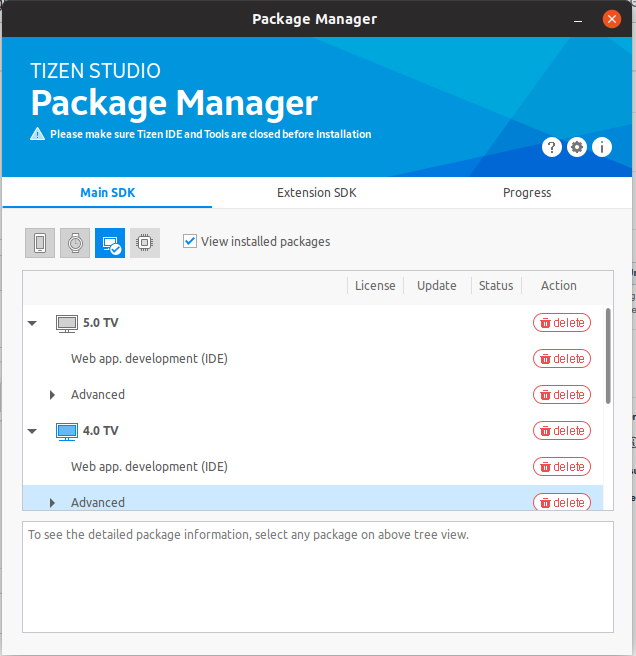 Package Manager
TIZEN STUDIO
Package Manager
Please make sure Tizen IDE and Tools are closed before Installation
Main SDK
Extension SDK
Progress
View installed packages
License
Update
Status
Action
5.0 TV
delete
Web app. development (IDE)
delete
Advanced
delete
4.0 TV
delete
Web app. development (IDE)
delete
Advanced
delete
To see the detailed package information, select any package on above tree view.